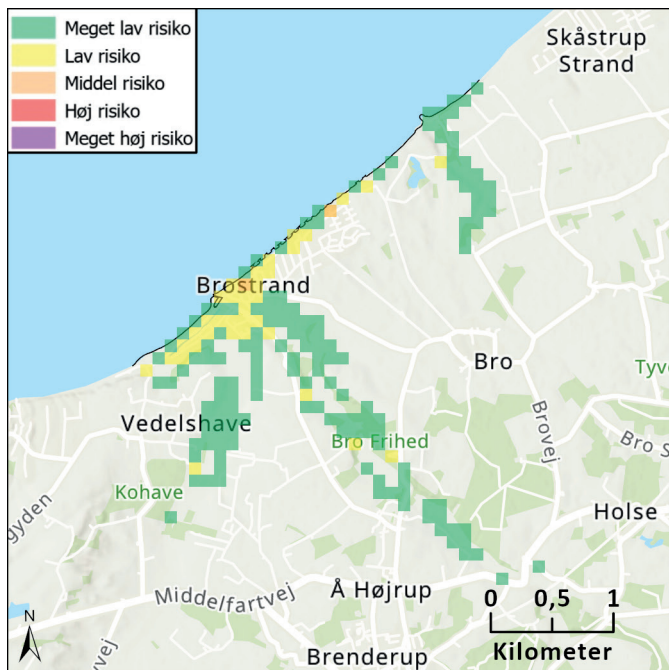 Meget lav risiko
Lav risiko
Middel risiko
Høj risiko
Meget høj risiko
Skåstrup
Strand
Brostrand
Bro
Tyve
Vedelshave
Bro Frihed
Brovej
Bro S
Kohave
gyden
Holse
Middelfartvej
Å Højrup
vej
Brenderup
N
0 0,5 1
Kilometer